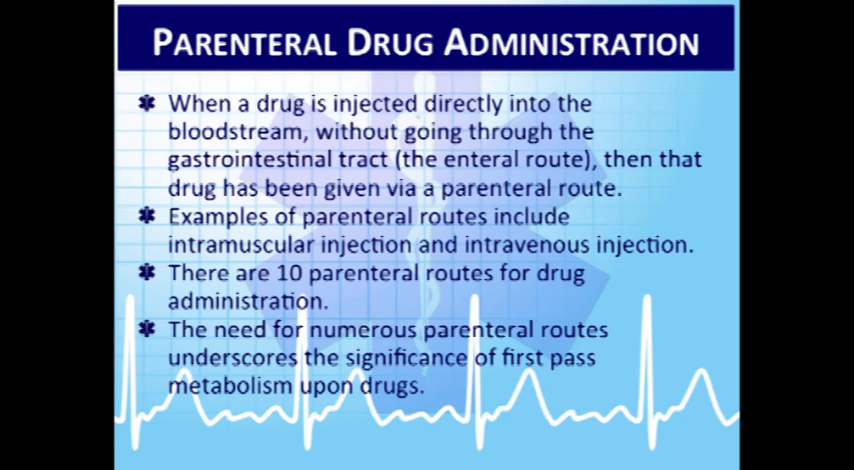 PARENTERAL DRUG ADMINISTRATION
When a drug is injected directly into the
bloodstream, without going through the
gastrointestinal tract (the enteral route), then that
drug has been given via a parenteral route.
Examples of parenteral routes include
intramuscular injection and intravenous injection.
There are 10 parenteral routes for drug
administration.
The need for numerous parenteral routes
underscores the significance of first pass
metabolism upon drugs.